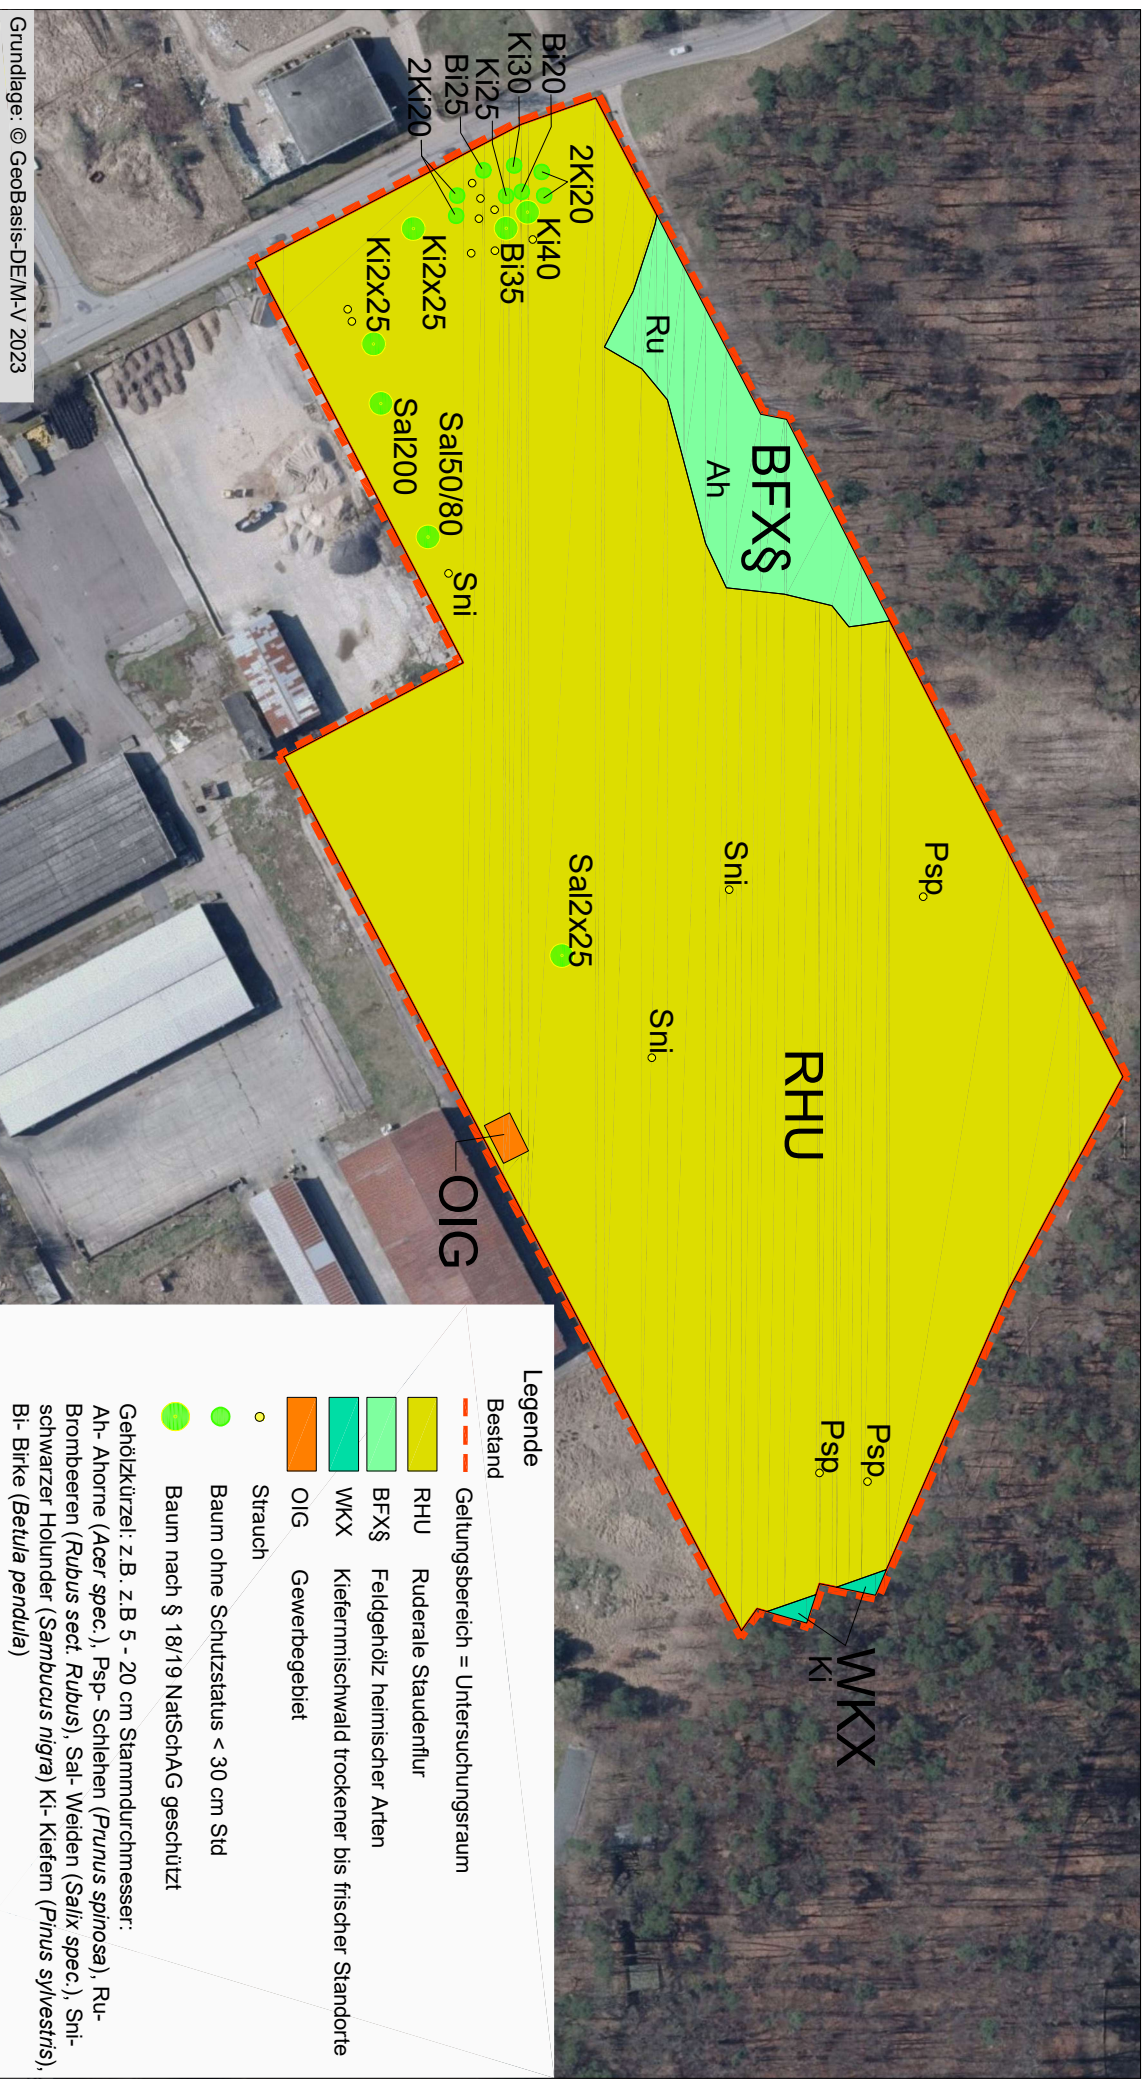 Bi20
Ki30
Ki25
Bi25
2Ki20
2Ki20
Ki40
Bi35
Ki2x25
Ki2x25
Sal200
Sal50/80
Sni
Ru
Ah
BFX§
Psp
Sni
Sal2x25
Sni
RHU
OIG
Psp
Psp
WKX
Ki
Legende
Bestand
Geltungsbereich = Untersuchungsraum
RHU Ruderale Staudenflur
BFX§ Feldgehölz heimischer Arten
WKX Kiefernmischwald trockener bis frischer Standorte
OIG Gewerbegebiet
Strauch
Baum ohne Schutzstatus < 30 cm Std
Baum nach § 18/19 NatSchAG geschützt
Gehölzkürzel: z.B. z.B 5 - 20 cm Stammdurchmesser:
Ah- Ahorne (Acer spec.), Psp- Schlehen (Prunus spinosa), Ru-
Brombeeren (Rubus sect. Rubus), Sal- Weiden (Salix spec.), Sni-
schwarzer Holunder (Sambucus nigra) Ki- Kiefern (Pinus sylvestris),
Bi- Birke (Betula pendula)
Grundlage: © GeoBasis-DE/M-V 2023